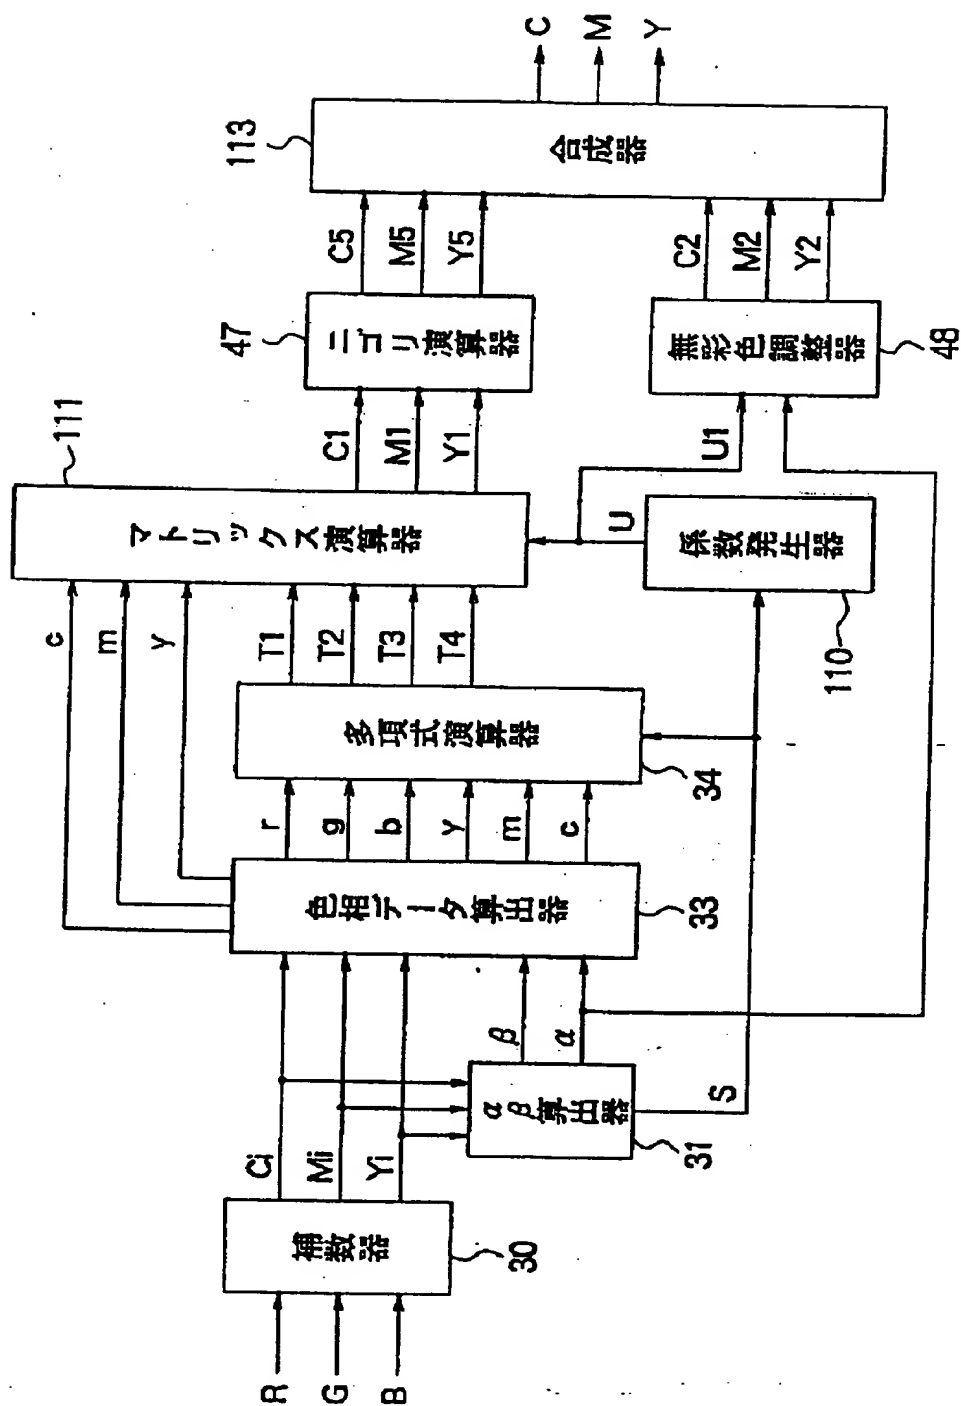 R
G
B
補数器
30
Ci
Mi
Yi
αβ算出器
31
β
α
S
色相データ算出器
33
r
g
b
y
m
c
c
m
y
多項式演算器
34
T1
T2
T3
T4
マトリックス演算器
111
係数発生器
110
U
U1
C1
M1
Y1
ニゴリ演算器
47
無彩色調整器
48
C5
M5
Y5
C2
M2
Y2
合成器
113
C
M
Y